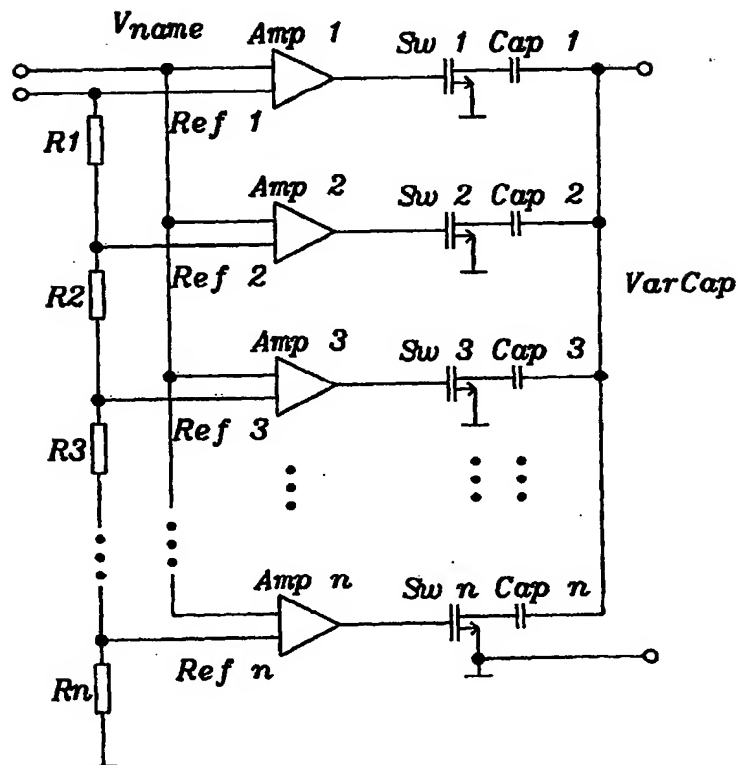 Vname
Amp 1
Sw 1
Cap 1
Ref 1
R1
Amp 2
Sw 2
Cap 2
Ref 2
R2
VarCap
Amp 3
Sw 3
Cap 3
Ref 3
R3
Amp n
Sw n
Cap n
Ref n
Rn